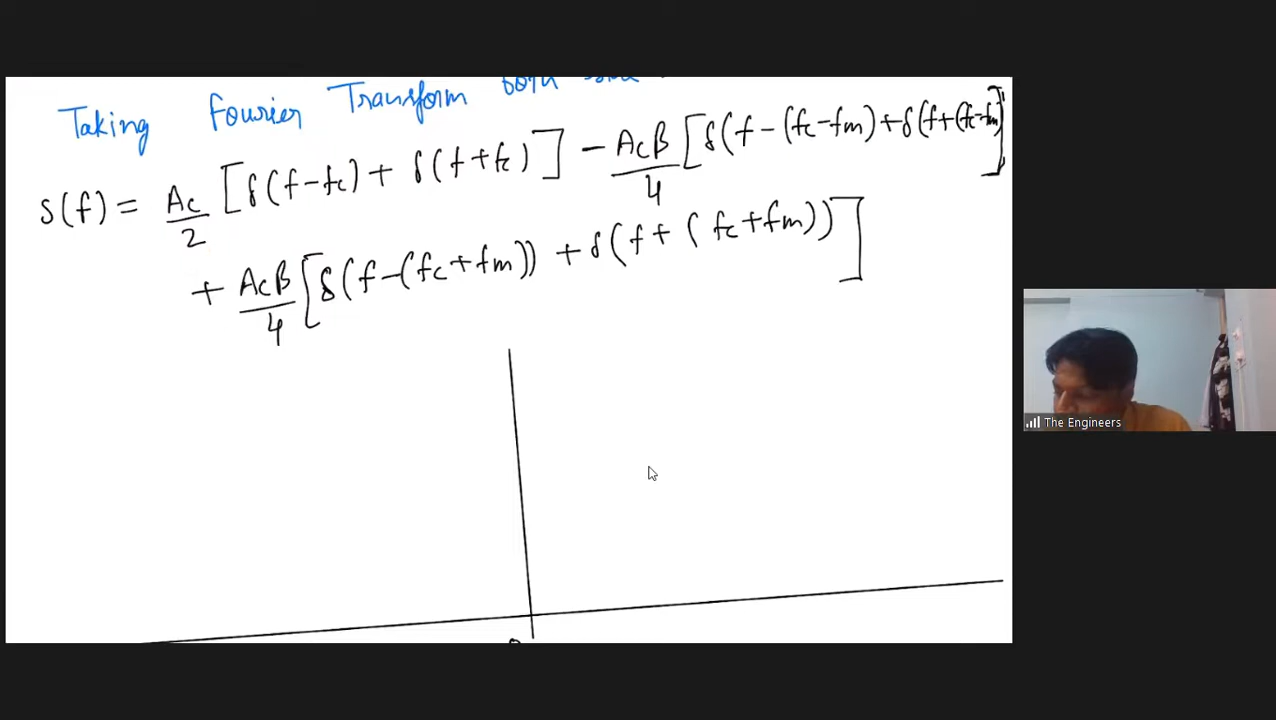 Taking Fourier Transform both
S(f) = Ac/2 [δ(f-fc) + δ(f+fc)] - Acβ/4 [δ(f-(fc-fm)+δ(f+(fc-fm)]
+ Acβ/4 [δ(f-(fc+fm)) + δ(f+(fc+fm))]
The Engineers